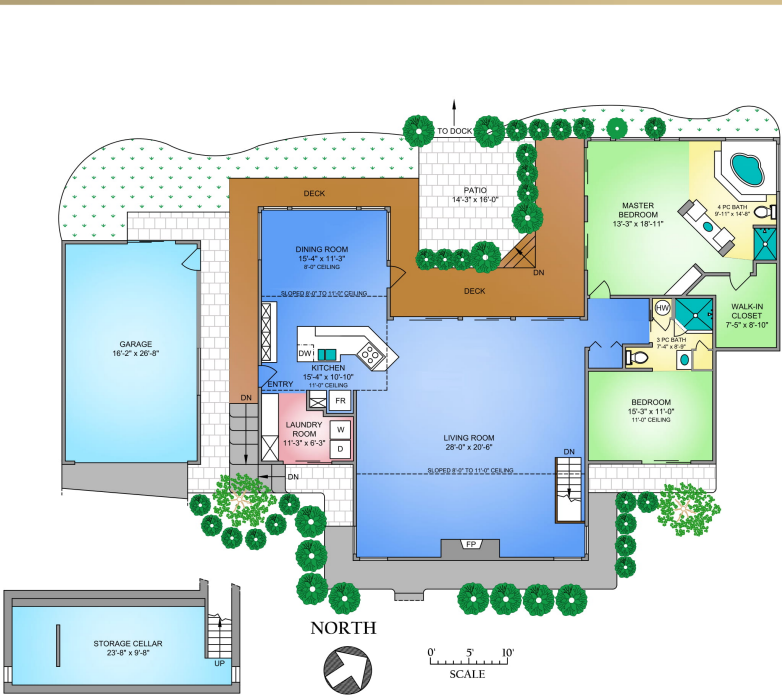 TO DOCK
DECK
PATIO
14'-3" x 16'-0"
MASTER
BEDROOM
13'-3" x 18'-11"
4 PC BATH
9'-11" x 14'-8"
DINING ROOM
15'-4" x 11'-3"
8'-0" CEILING
DN
DECK
SLOPED 8'-0" TO 11'-0" CEILING
WALK-IN
CLOSET
7'-5" x 8'-10"
HW
3 PC BATH
7'-4" x 8'-9"
GARAGE
16'-2" x 26'-8"
DW
KITCHEN
15'-4" x 10'-10"
11'-0" CEILING
ENTRY
DN
FR
BEDROOM
15'-3" x 11'-0"
11'-0" CEILING
LAUNDRY
ROOM
11'-3" x 6'-3"
W
D
LIVING ROOM
28'-0" x 20'-6"
DN
SLOPED 8'-0" TO 11'-0" CEILING
DN
FP
STORAGE CELLAR
23'-8" x 9'-8"
UP
NORTH
0' 5' 10'
SCALE